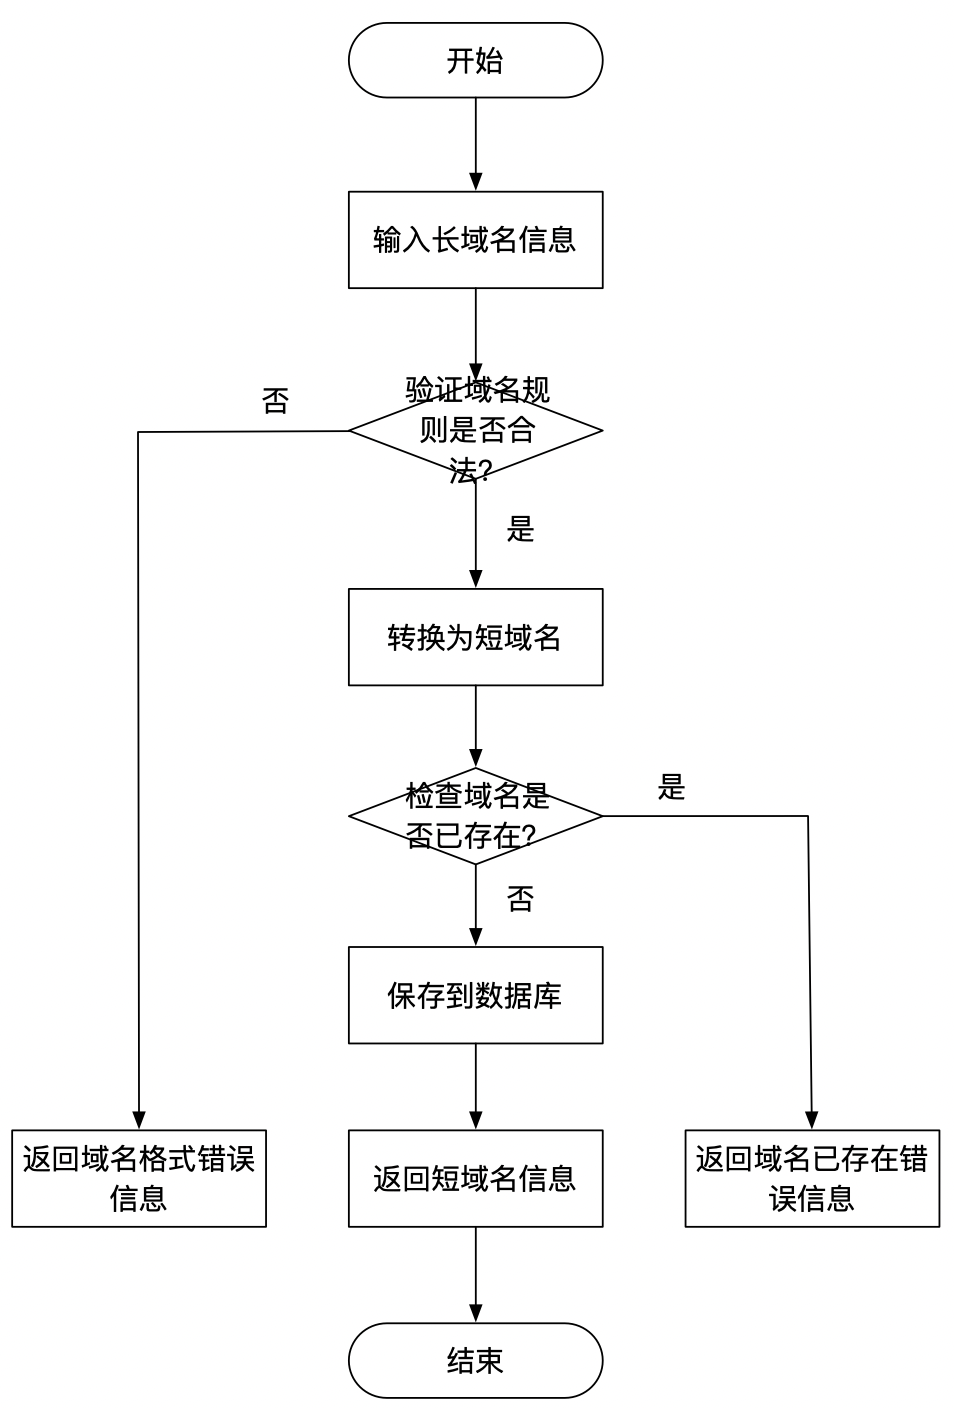 开始
输入长域名信息
否
验证域名规
则是否合
法?
是
转换为短域名
检查域名是
否已存在?
是
否
保存到数据库
返回域名格式错误
信息
返回短域名信息
返回域名已存在错
误信息
结束